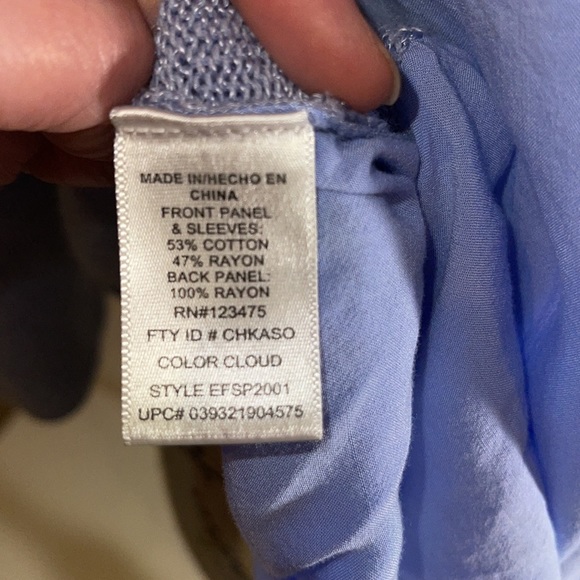 MADE IN/HECHO EN
CHINA
FRONT PANEL
& SLEEVES:
53% COTTON
47% RAYON
BACK PANEL:
100% RAYON
RN#123475
FTY ID # CHKASO
COLOR CLOUD
STYLE EFSP2001
UPC# 039321904575